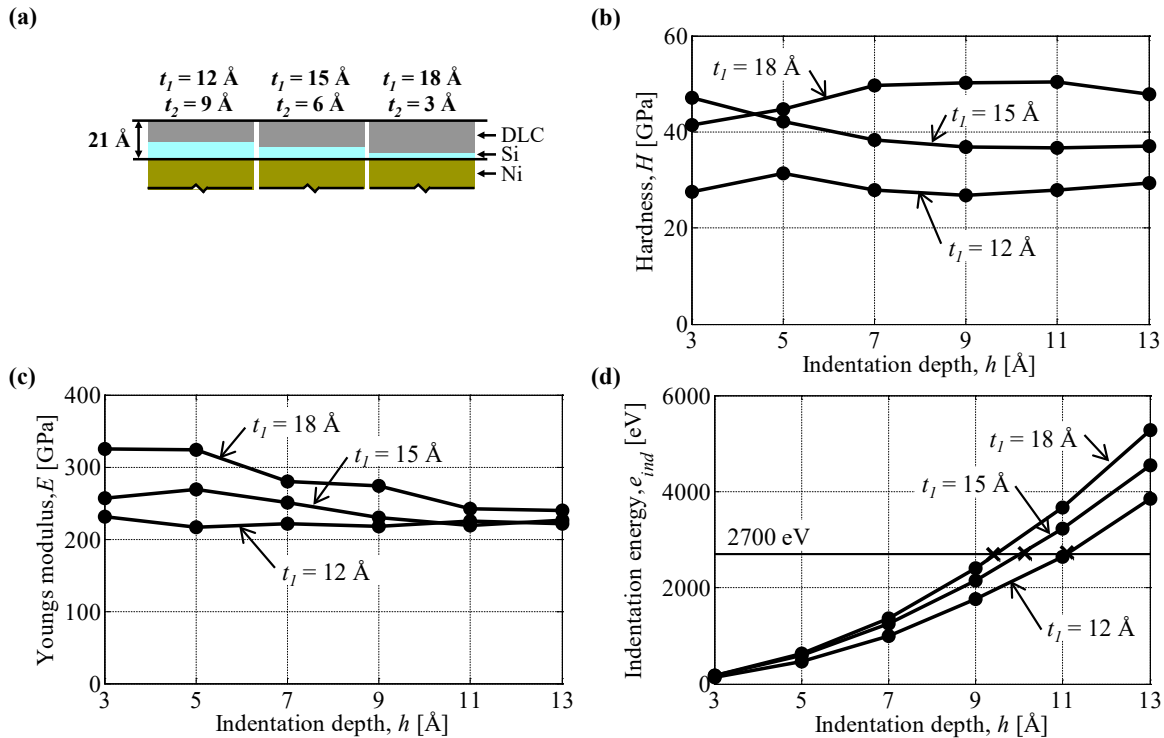 (a)
t1 = 12 Å t1 = 15 Å t1 = 18 Å
t2 = 9 Å t2 = 6 Å t2 = 3 Å
21 Å
DLC
Si
Ni
(b)
60
40
20
0
Hardness, H [GPa]
t1 = 18 Å
t1 = 15 Å
t1 = 12 Å
3 5 7 9 11 13
Indentation depth, h [Å]
(c)
400
300
200
100
0
Youngs modulus, E [GPa]
t1 = 18 Å
t1 = 15 Å
t1 = 12 Å
3 5 7 9 11 13
Indentation depth, h [Å]
(d)
6000
4000
2000
0
Indentation energy, eind [eV]
t1 = 18 Å
t1 = 15 Å
2700 eV
t1 = 12 Å
3 5 7 9 11 13
Indentation depth, h [Å]